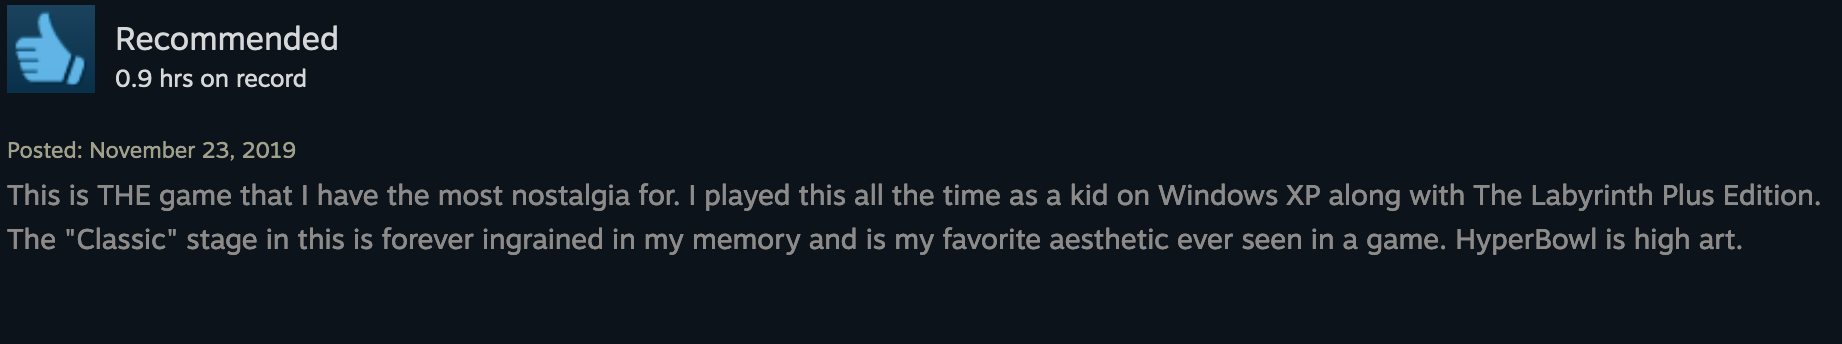 Recommended
0.9 hrs on record
Posted: November 23, 2019
This is THE game that I have the most nostalgia for. I played this all the time as a kid on Windows XP along with The Labyrinth Plus Edition.
The "Classic" stage in this is forever ingrained in my memory and is my favorite aesthetic ever seen in a game. HyperBowl is high art.